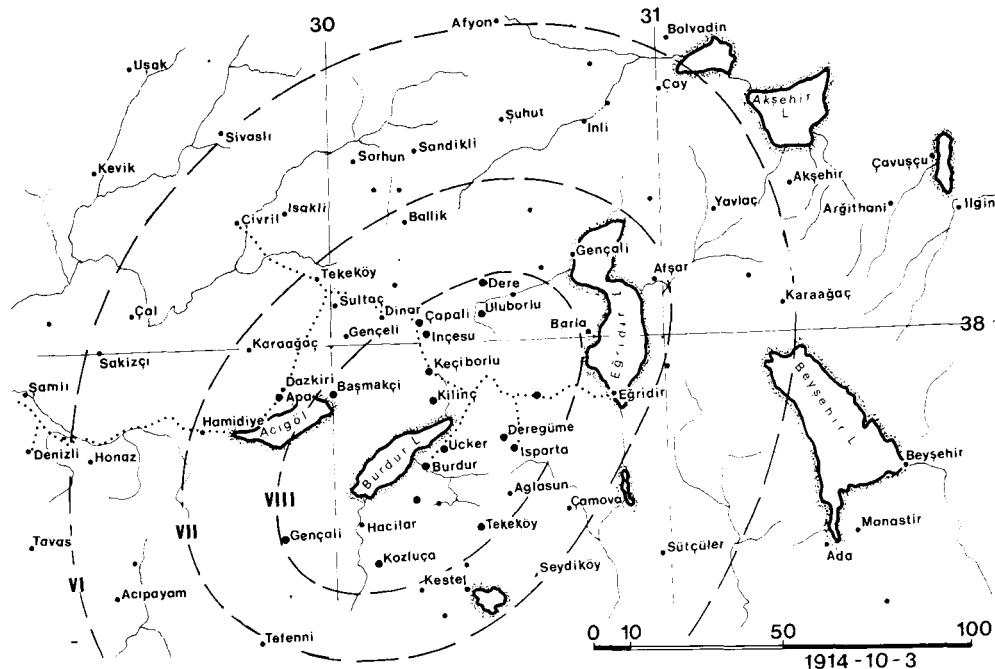 30
31
Afyon
Bolvadin
Uşak
Çay
Akşehir
L
Şuhut
Inli
Sivaslı
Sandikli
Sorhun
Kevik
Çavuşçu
Akşehir
Ilgin
Yavlaç
Arğithani
Isakli
Çivril
Ballik
Gençali
Tekeköy
Dere
Afşar
Sultaç
Dinar
Uluborlu
Karaağaç
Çal
Çapali
Gençeli
Inçesu
Barla
Eğridir L
38
Karaağaç
Sakizçı
Keçiborlu
Beyşehir L
Dazkiri
Apa
Başmakçi
Kilinç
Eğridir
Hamidiye
Acıgöl
Burdur L
Deregüme
Ucker
Isparta
Denizli
Honaz
Burdur
Beyşehir
VIII
Aglasun
Çamova
VII
Hacilar
Tekeköy
Manastir
Gençali
Tavas
Sütçüler
Ada
Kozluça
VI
Kestel
Seydiköy
Acıpayam
Tefenni
0 10 50 100
1914-10-3